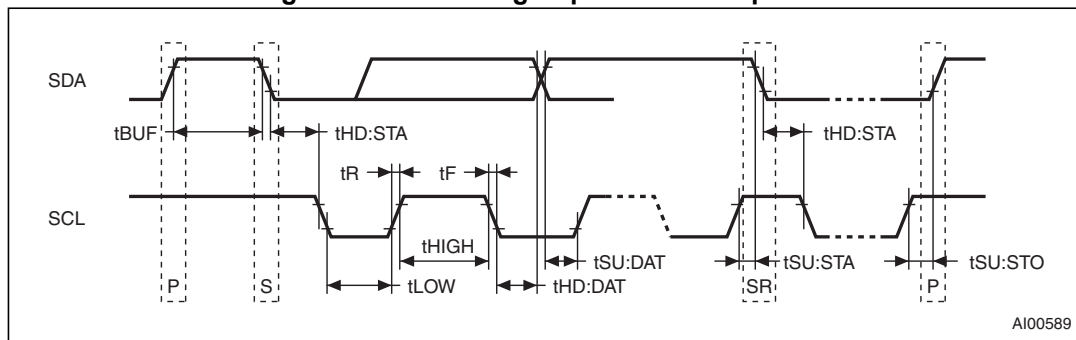 SDA
tBUF
tHD:STA
tHD:STA
tR
tF
SCL
tHIGH
tSU:DAT
tSU:STA
tSU:STO
P
S
tLOW
tHD:DAT
SR
P
AI00589